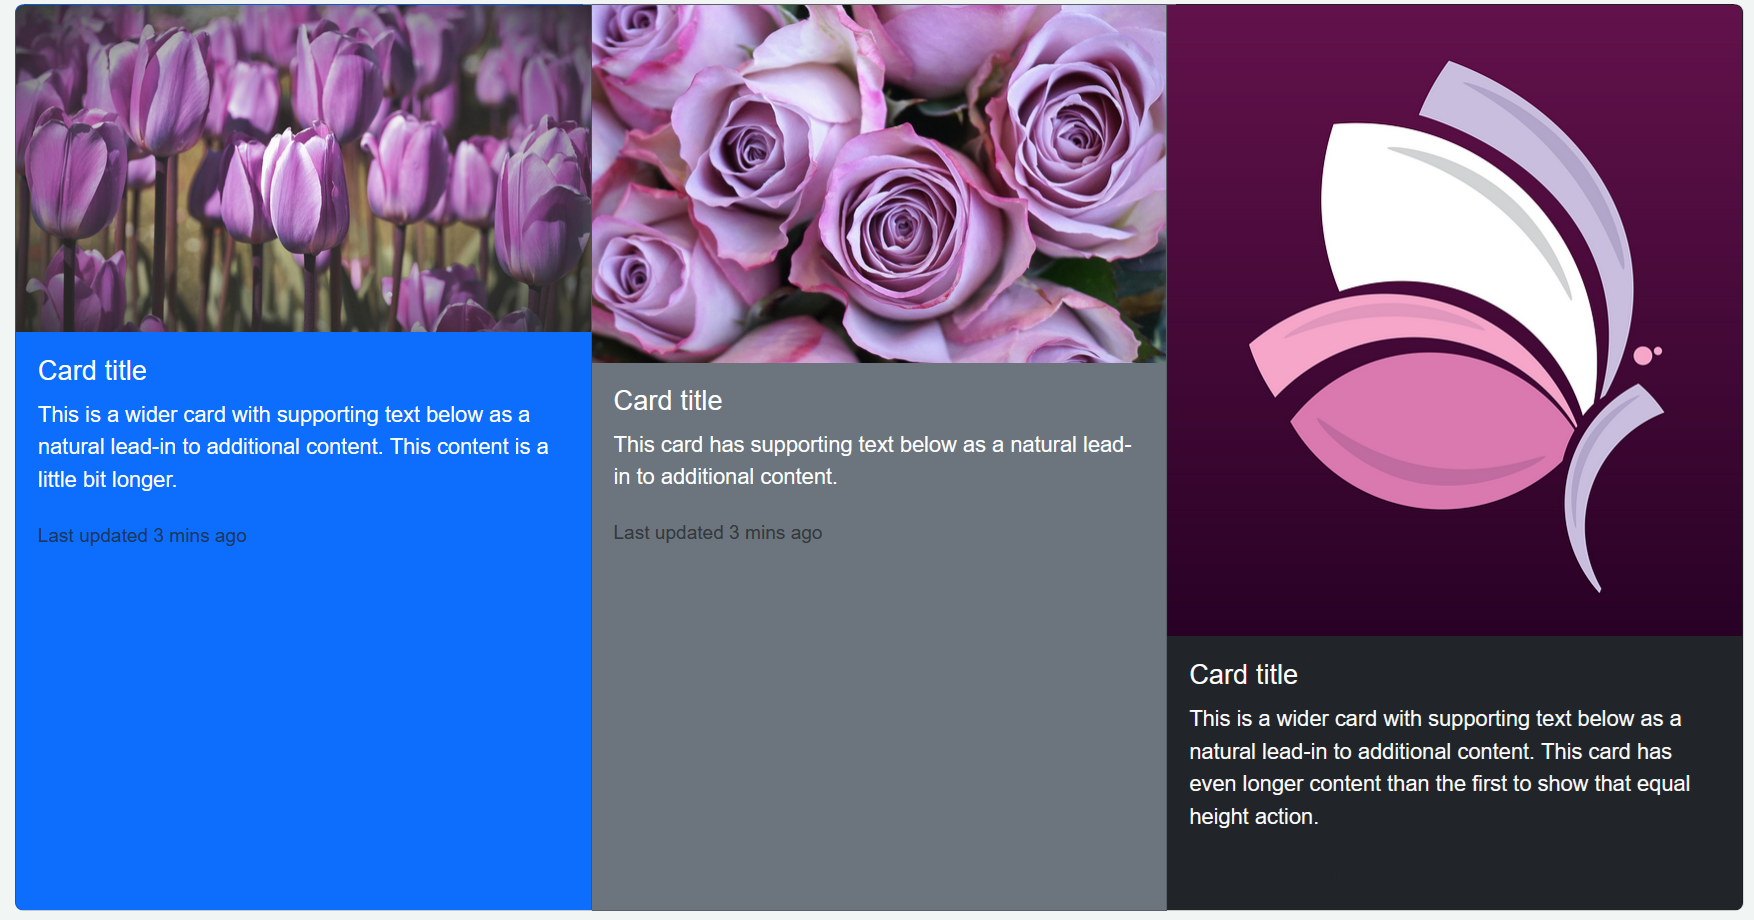 Card title
This is a wider card with supporting text below as a
natural lead-in to additional content. This content is a
little bit longer.
Last updated 3 mins ago
Card title
This card has supporting text below as a natural lead-
in to additional content.
Last updated 3 mins ago
Card title
This is a wider card with supporting text below as a
natural lead-in to additional content. This card has
even longer content than the first to show that equal
height action.